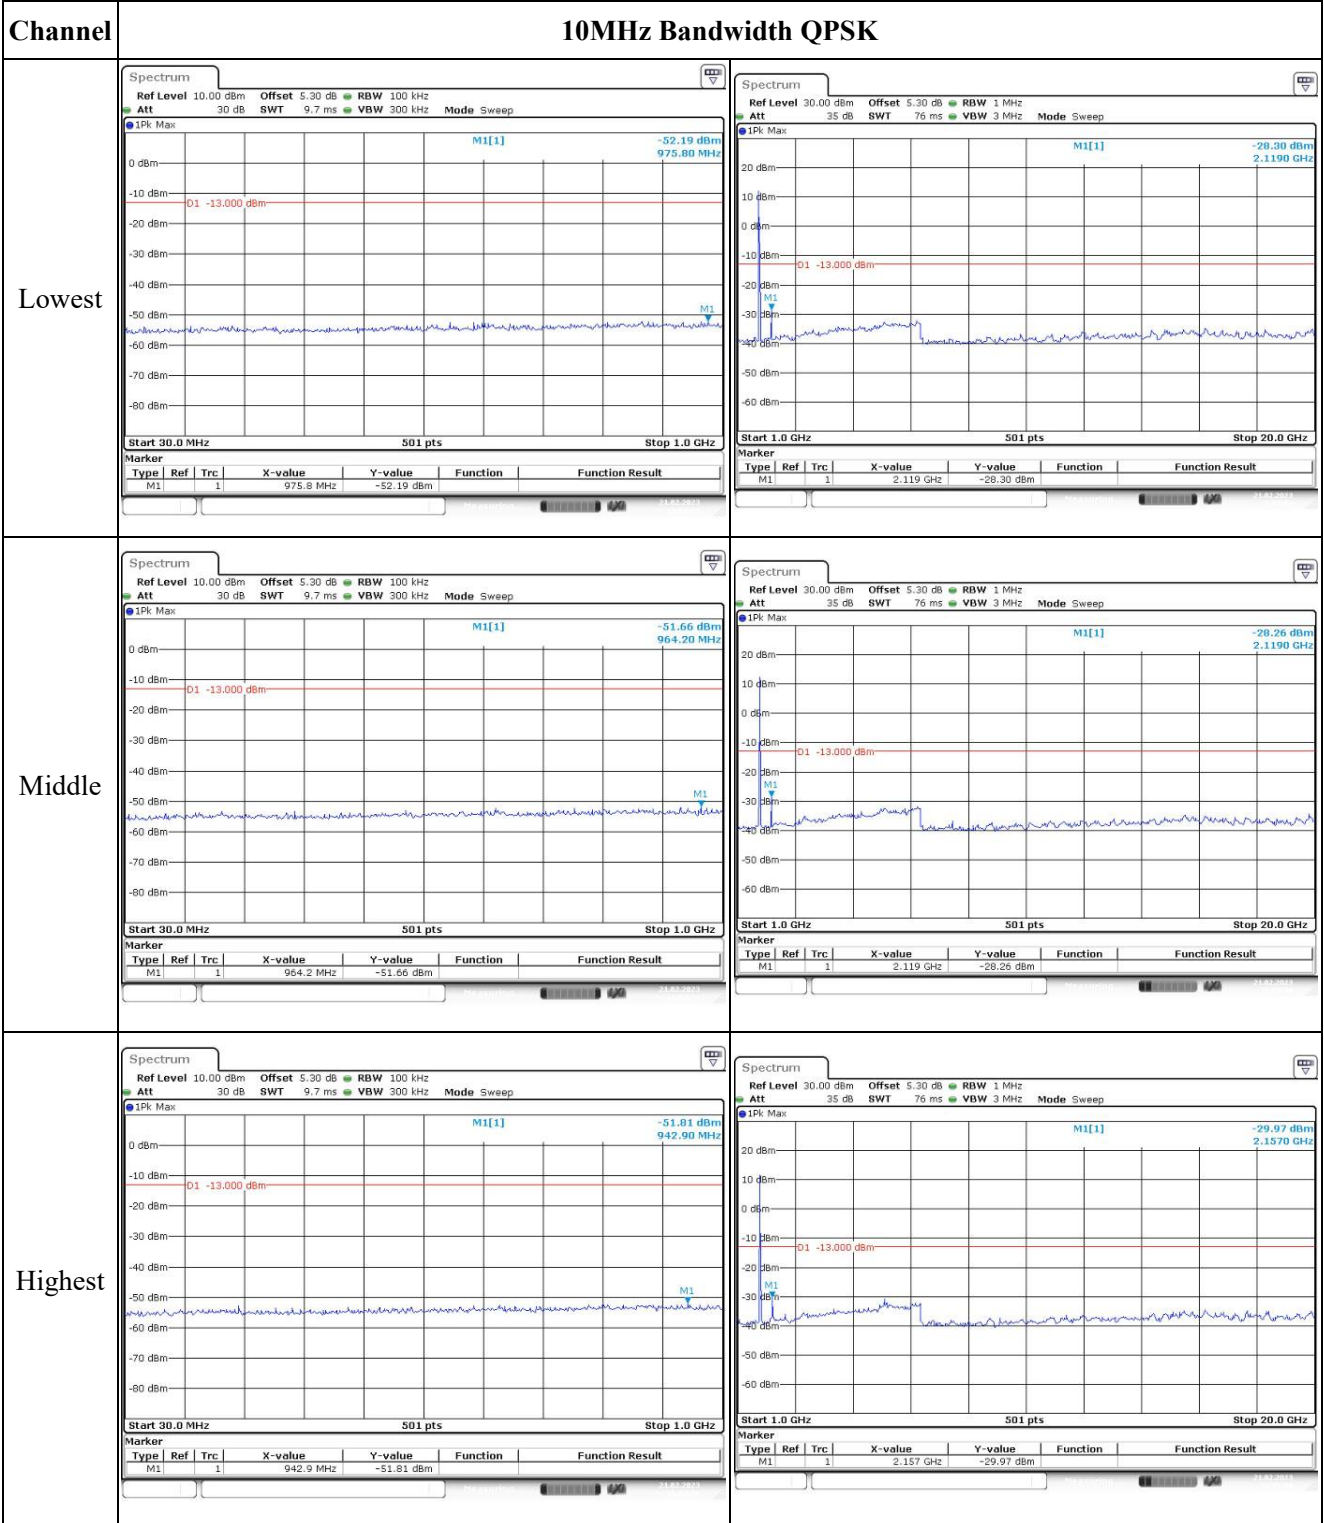 Channel 10MHz Bandwidth QPSK
Lowest
Spectrum
Ref Level 10.00 dBm Offset 5.30 dB RBW 100 kHz
Att 30 dB SWT 9.7 ms VBW 300 kHz Mode Sweep
1Pk Max
M1[1] -52.19 dBm
975.80 MHz
0 dBm
-10 dBm
D1 -13.000 dBm
-20 dBm
-30 dBm
-40 dBm
-50 dBm
M1
-60 dBm
-70 dBm
-80 dBm
Start 30.0 MHz 501 pts Stop 1.0 GHz
Marker
Type Ref Trc X-value Y-value Function Function Result
M1 1 975.8 MHz -52.19 dBm
Spectrum
Ref Level 30.00 dBm Offset 5.30 dB RBW 1 MHz
Att 35 dB SWT 76 ms VBW 3 MHz Mode Sweep
1Pk Max
M1[1] -28.30 dBm
2.1190 GHz
20 dBm
10 dBm
0 dBm
-10 dBm
D1 -13.000 dBm
-20 dBm
M1
-30 dBm
-40 dBm
-50 dBm
-60 dBm
Start 1.0 GHz 501 pts Stop 20.0 GHz
Marker
Type Ref Trc X-value Y-value Function Function Result
M1 1 2.119 GHz -28.30 dBm
Middle
Spectrum
Ref Level 10.00 dBm Offset 5.30 dB RBW 100 kHz
Att 30 dB SWT 9.7 ms VBW 300 kHz Mode Sweep
1Pk Max
M1[1] -51.66 dBm
964.20 MHz
0 dBm
-10 dBm
D1 -13.000 dBm
-20 dBm
-30 dBm
-40 dBm
-50 dBm
M1
-60 dBm
-70 dBm
-80 dBm
Start 30.0 MHz 501 pts Stop 1.0 GHz
Marker
Type Ref Trc X-value Y-value Function Function Result
M1 1 964.2 MHz -51.66 dBm
Spectrum
Ref Level 30.00 dBm Offset 5.30 dB RBW 1 MHz
Att 35 dB SWT 76 ms VBW 3 MHz Mode Sweep
1Pk Max
M1[1] -28.26 dBm
2.1190 GHz
20 dBm
10 dBm
0 dBm
-10 dBm
D1 -13.000 dBm
-20 dBm
M1
-30 dBm
-40 dBm
-50 dBm
-60 dBm
Start 1.0 GHz 501 pts Stop 20.0 GHz
Marker
Type Ref Trc X-value Y-value Function Function Result
M1 1 2.119 GHz -28.26 dBm
Highest
Spectrum
Ref Level 10.00 dBm Offset 5.30 dB RBW 100 kHz
Att 30 dB SWT 9.7 ms VBW 300 kHz Mode Sweep
1Pk Max
M1[1] -51.81 dBm
942.90 MHz
0 dBm
-10 dBm
D1 -13.000 dBm
-20 dBm
-30 dBm
-40 dBm
-50 dBm
M1
-60 dBm
-70 dBm
-80 dBm
Start 30.0 MHz 501 pts Stop 1.0 GHz
Marker
Type Ref Trc X-value Y-value Function Function Result
M1 1 942.9 MHz -51.81 dBm
Spectrum
Ref Level 30.00 dBm Offset 5.30 dB RBW 1 MHz
Att 35 dB SWT 76 ms VBW 3 MHz Mode Sweep
1Pk Max
M1[1] -29.97 dBm
2.1570 GHz
20 dBm
10 dBm
0 dBm
-10 dBm
D1 -13.000 dBm
-20 dBm
M1
-30 dBm
-40 dBm
-50 dBm
-60 dBm
Start 1.0 GHz 501 pts Stop 20.0 GHz
Marker
Type Ref Trc X-value Y-value Function Function Result
M1 1 2.157 GHz -29.97 dBm